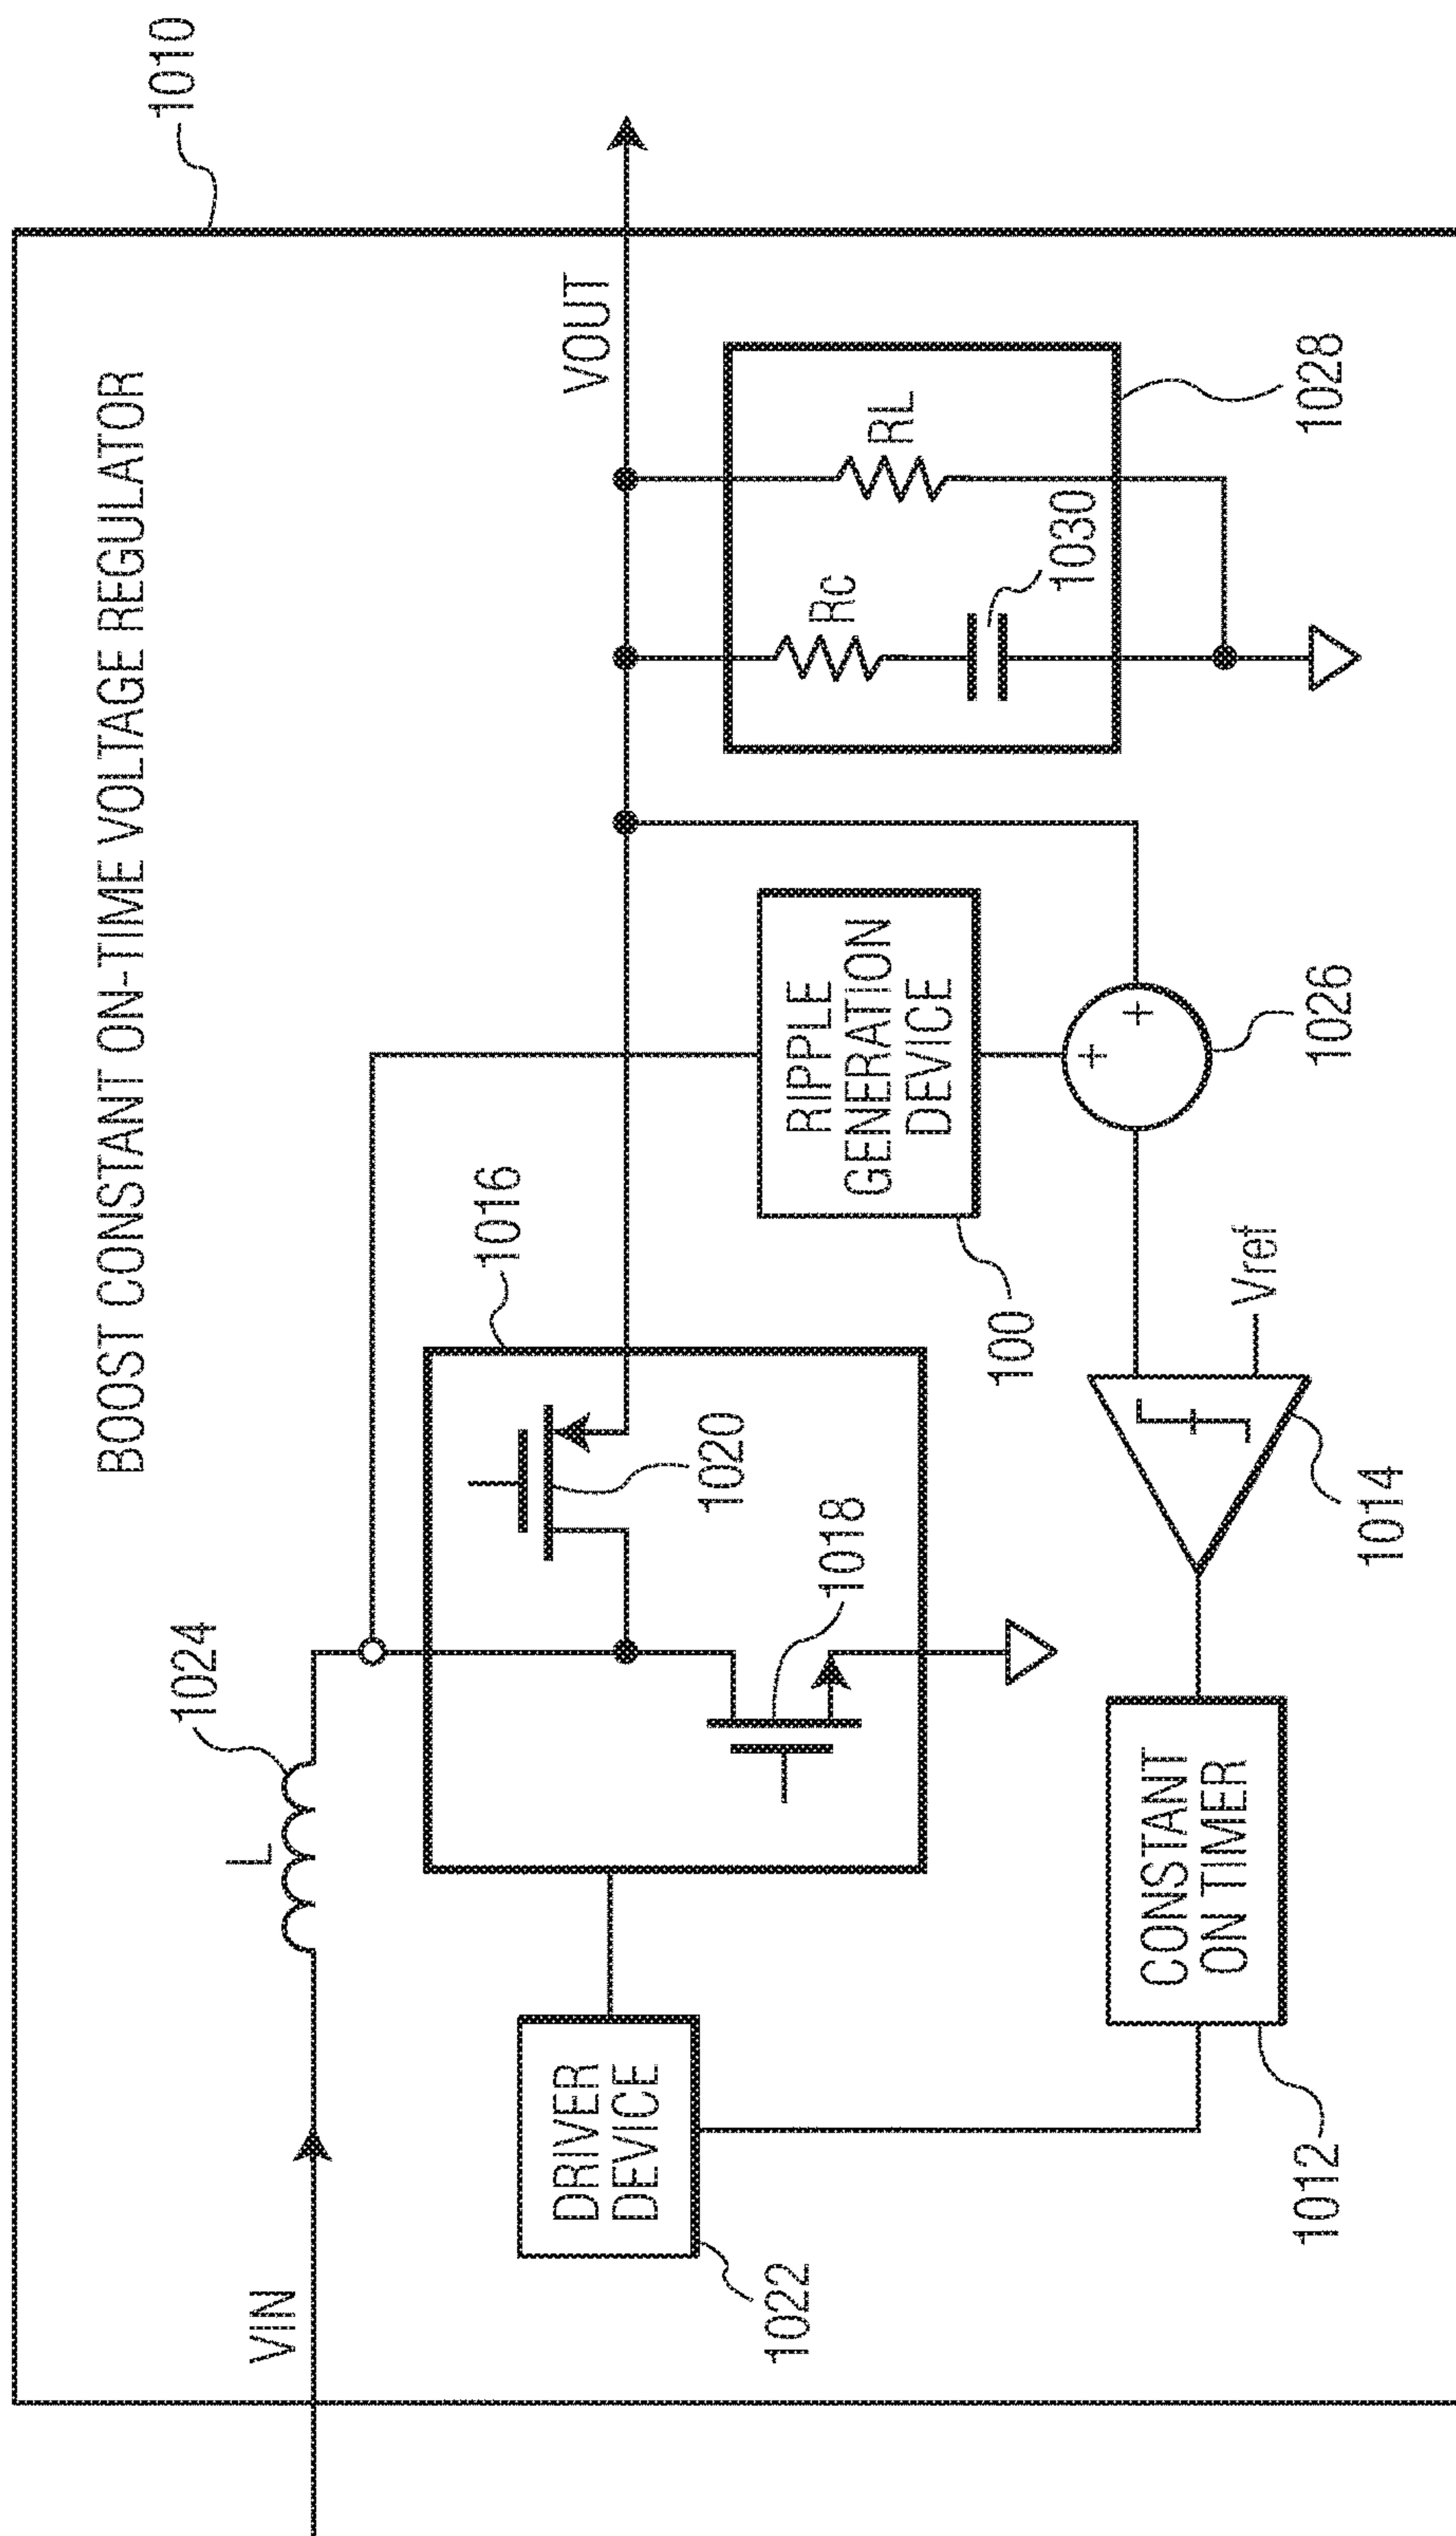 BOOST CONSTANT ON-TIME VOLTAGE REGULATOR
1010
VIN
L
1024
1016
VOUT
1020
1018
DRIVER
DEVICE
1022
RIPPLE
GENERATION
DEVICE
100
RC
RL
1030
1028
CONSTANT
ON TIMER
1012
1014
Vref
+
+
1026